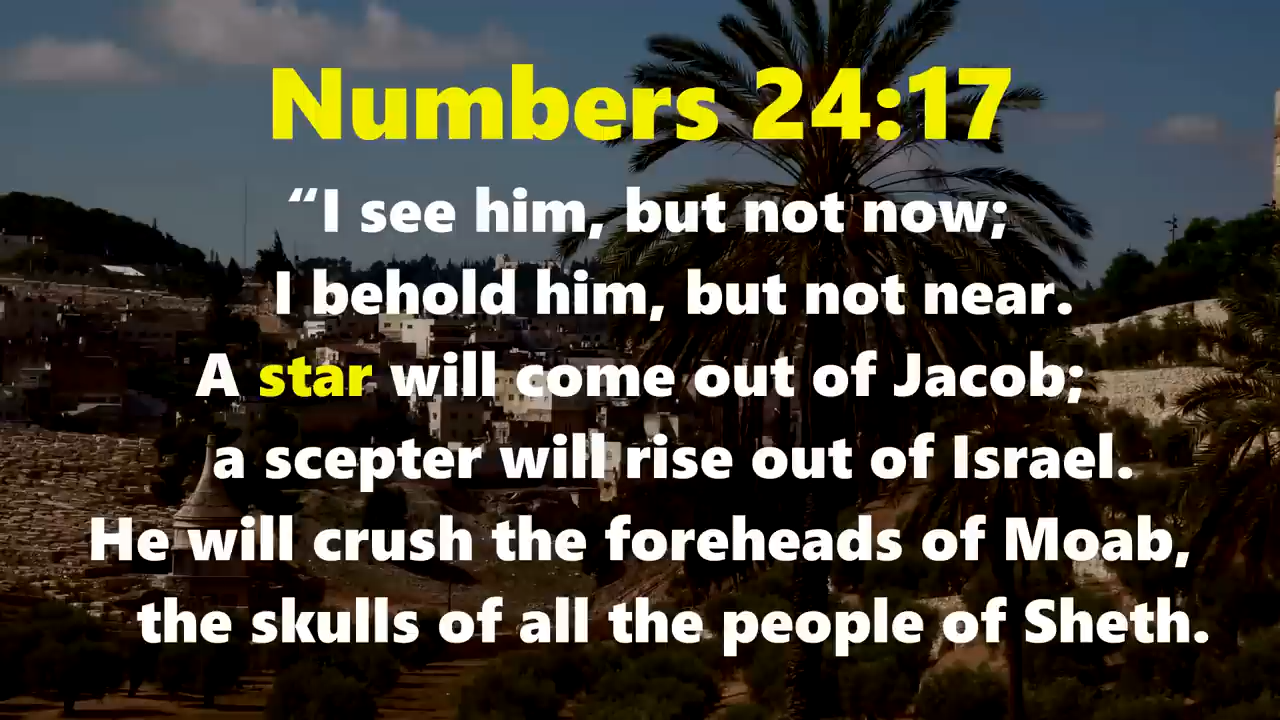 Numbers 24:17
“I see him, but not now;
I behold him, but not near.
A star will come out of Jacob;
a scepter will rise out of Israel.
He will crush the foreheads of Moab,
the skulls of all the people of Sheth.